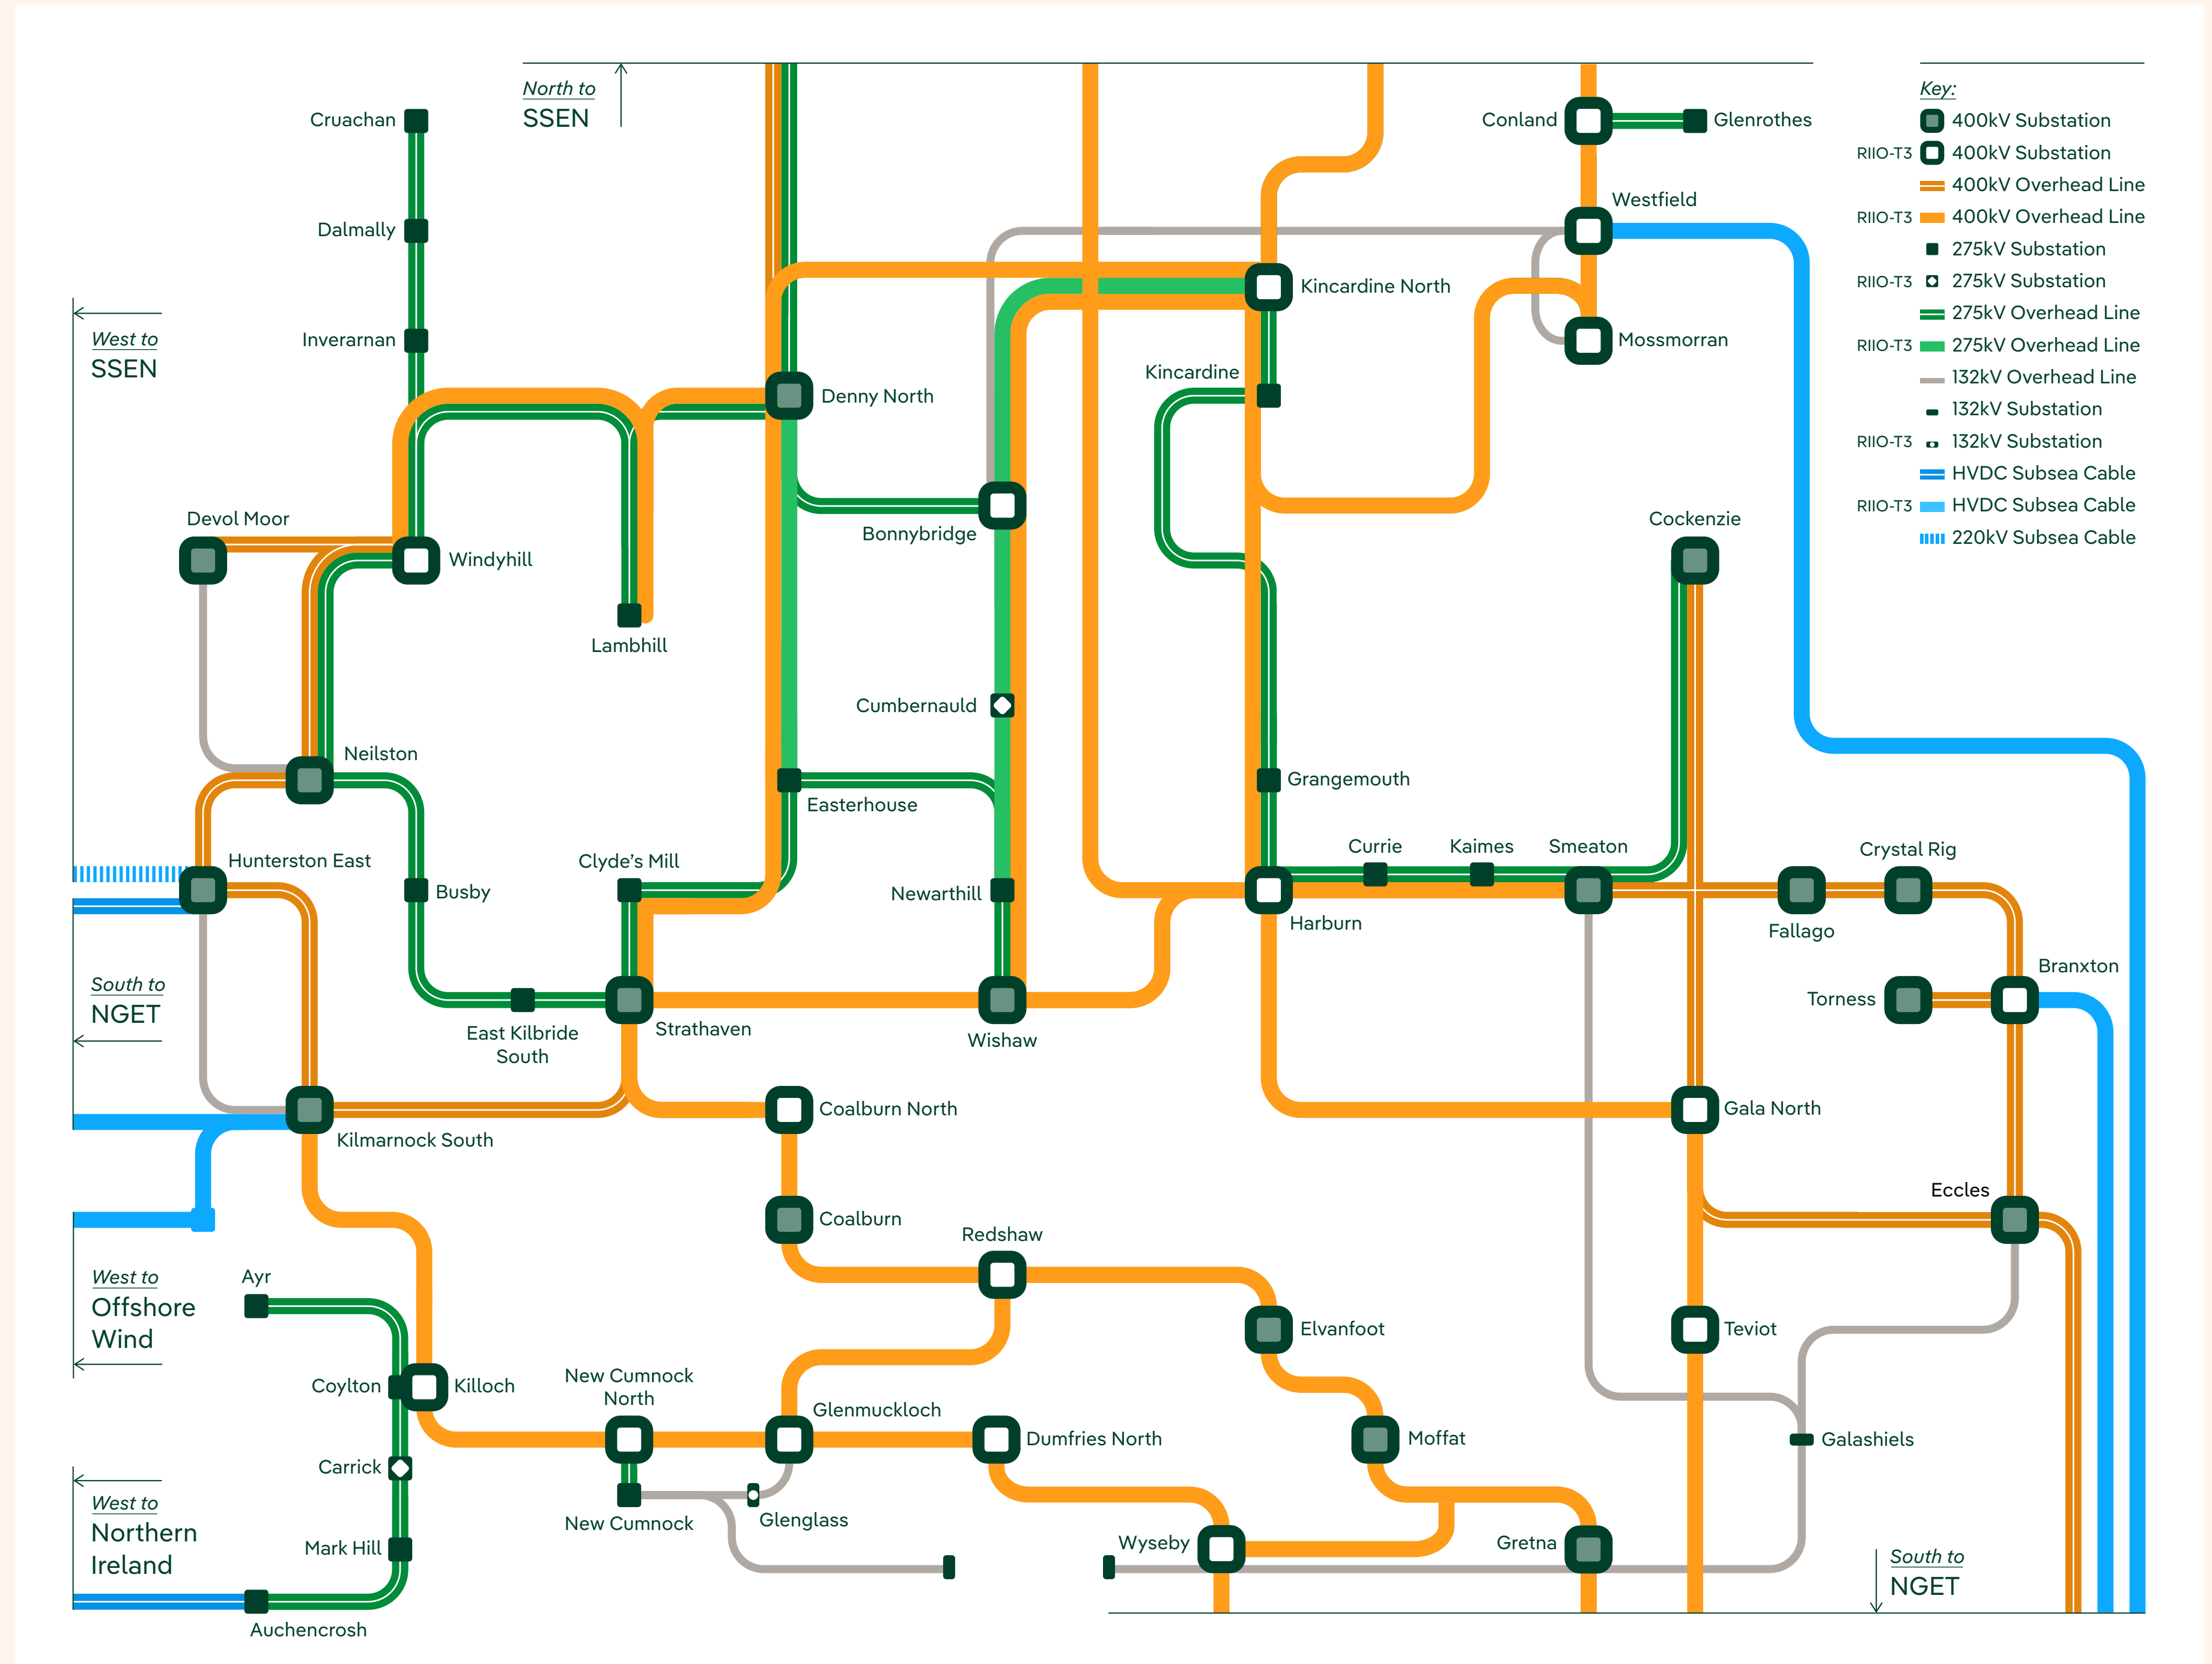 North to
SSEN
Key:
400kV Substation
RIIO-T3 400kV Substation
400kV Overhead Line
RIIO-T3 400kV Overhead Line
275kV Substation
RIIO-T3 275kV Substation
275kV Overhead Line
RIIO-T3 275kV Overhead Line
132kV Overhead Line
132kV Substation
RIIO-T3 132kV Substation
HVDC Subsea Cable
RIIO-T3 HVDC Subsea Cable
220kV Subsea Cable
Cruachan
Conland
Glenrothes
Westfield
Dalmally
Kincardine North
West to
SSEN
Inverarnan
Mossmorran
Kincardine
Denny North
Devol Moor
Cockenzie
Bonnybridge
Windyhill
Lambhill
Cumbernauld
Neilston
Grangemouth
Easterhouse
Hunterston East
Clyde's Mill
Currie
Kaimes
Smeaton
Crystal Rig
Busby
Newarthill
Harburn
Fallago
Branxton
South to
NGET
Torness
East Kilbride
South
Strathaven
Wishaw
Coalburn North
Gala North
Kilmarnock South
Eccles
Coalburn
Redshaw
West to
Offshore
Wind
Ayr
Elvanfoot
Teviot
Coylton
Killoch
New Cumnock
North
Glenmuckloch
Dumfries North
Moffat
Galashiels
Carrick
West to
Northern
Ireland
New Cumnock
Glenglass
Mark Hill
Wyseby
Gretna
South to
NGET
Auchencrosh